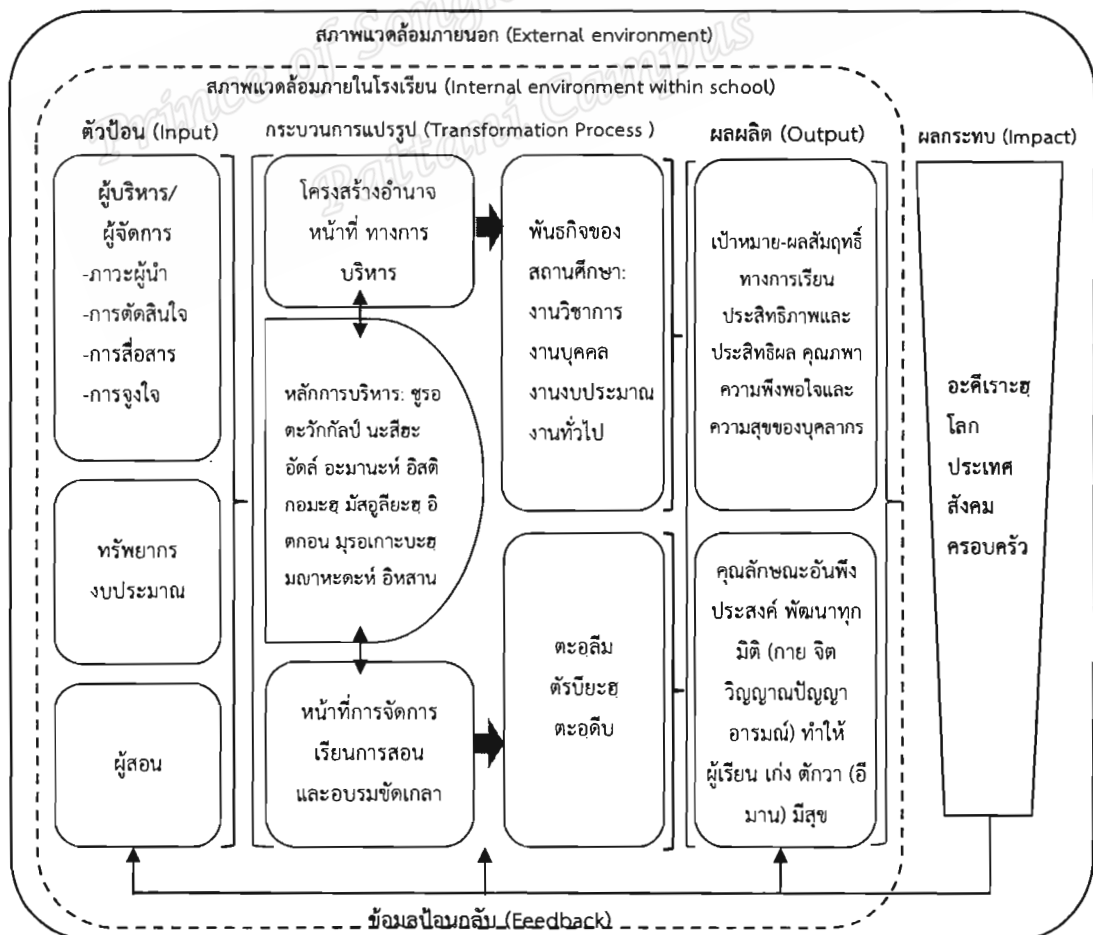 สภาพแวดล้อมภายนอก (External environment)
สภาพแวดล้อมภายในโรงเรียน (Internal environment within school)
ตัวป้อน (Input)
กระบวนการแปรรูป (Transformation Process )
ผลผลิต (Output)
ผลกระทบ (Impact)
ผู้บริหาร/
ผู้จัดการ
-ภาวะผู้นำ
-การตัดสินใจ
-การสื่อสาร
-การจูงใจ
ทรัพยากร
งบประมาณ
ผู้สอน
โครงสร้างอำนาจ
หน้าที่ ทางการ
บริหาร
หลักการบริหาร: ชูรอ
ตะวักกัลป์ นะสีฮะ
อัดล์ อะมานะห์ อิสติ
กอมะฮฺ มัสอูลียะฮฺ อิ
ตกอน มุรอเกาะบะฮฺ
มญาหะดะห์ อิหสาน
หน้าที่การจัดการ
เรียนการสอน
และอบรมขัดเกลา
พันธกิจของ
สถานศึกษา:
งานวิชาการ
งานบุคคล
งานงบประมาณ
งานทั่วไป
ตะอฺลีม
ตัรบียะฮฺ
ตะอฺดีบ
เป้าหมาย-ผลสัมฤทธิ์
ทางการเรียน
ประสิทธิภาพและ
ประสิทธิผล คุณภพา
ความพึงพอใจและ
ความสุขของบุคลากร
คุณลักษณะอันพึง
ประสงค์ พัฒนาทุก
มิติ (กาย จิต
วิญญาณปัญญา
อารมณ์) ทำให้
ผู้เรียน เก่ง ตักวา (อี
มาน) มีสุข
อะคีเราะฮฺ
โลก
ประเทศ
สังคม
ครอบครัว
ข้อมูลป้อนกลับ (Feedback)
Prince of Songkla
Pattani Campus